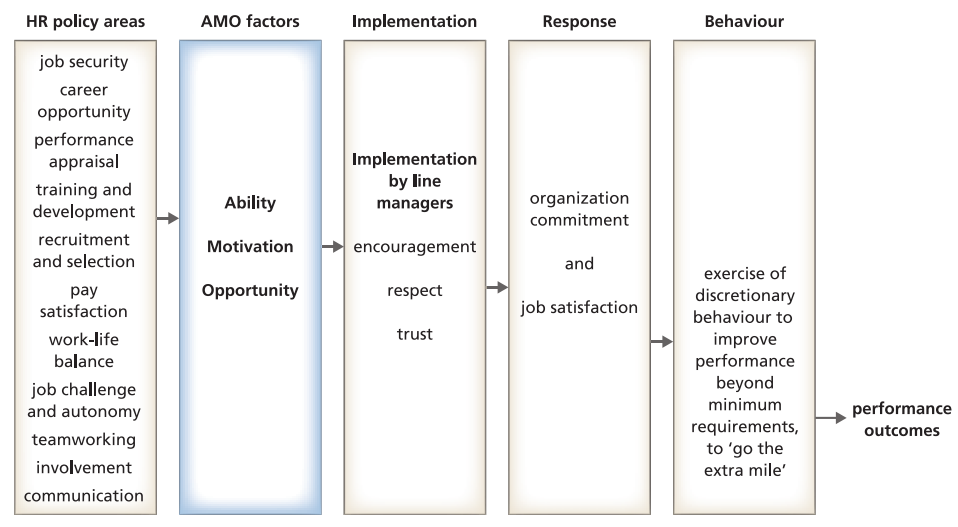 HR policy areas
job security
career
opportunity
performance
appraisal
training and
development
recruitment
and selection
pay
satisfaction
work-life
balance
job challenge
and autonomy
teamworking
involvement
communication
AMO factors
Ability
Motivation
Opportunity
Implementation
Implementation
by line
managers
encouragement
respect
trust
Response
organization
commitment
and
job satisfaction
Behaviour
exercise of
discretionary
behaviour to
improve
performance
beyond
minimum
requirements,
to ‘go the
extra mile’
performance
outcomes